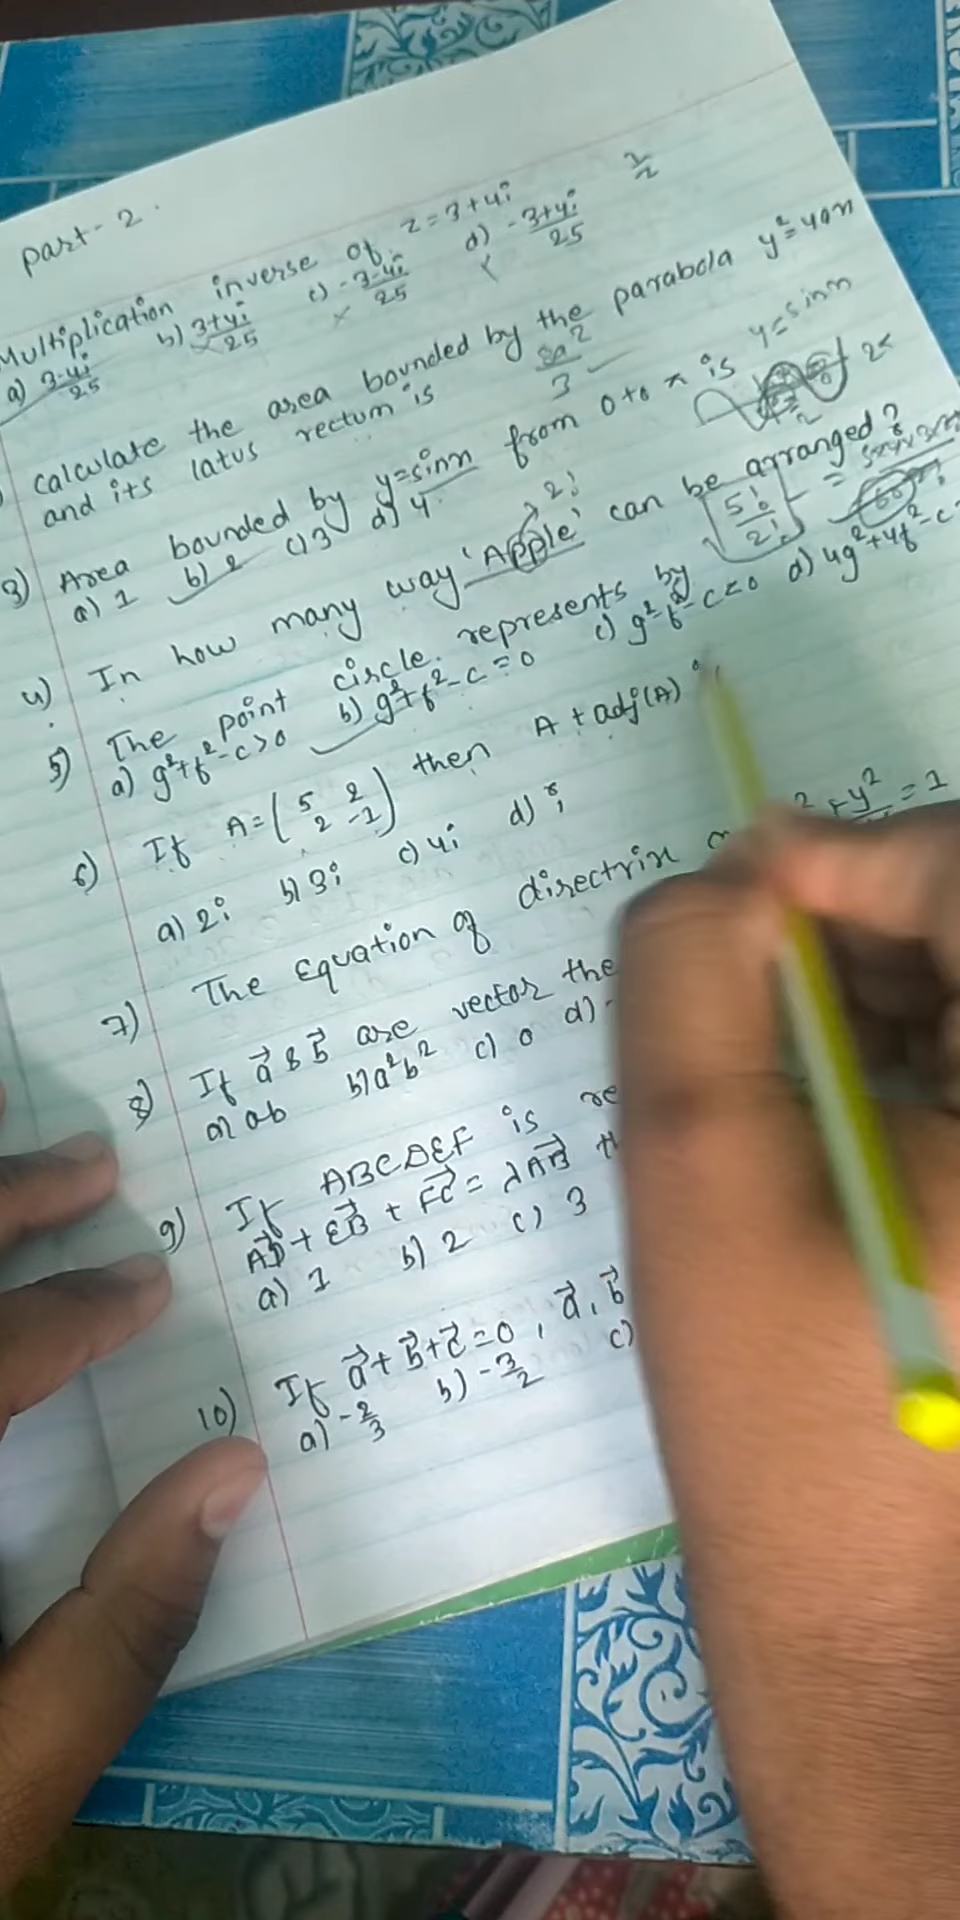 part-2.
Multiplication inverse of z = 3+4i
a) 3-4i/25 b) 3+4i/25 c) -3-4i/25 d) -3+4i/25
calculate the area bounded by the parabola y² = 4ax
and its latus rectum is 8a²/3
3) Area bounded by y=sinx from 0 to π is y=sinx
a) 1 b) 2 c) 3 d) 4
4) In how many way 'Apple' can be arranged?
2! 5!/2! =
5) The point circle represents by
a) g²+f²-c>0 b) g²+f²-c=0 c) g²-f²-c<0 d) 4g²+4f²-c
6) If A = (5 2 2 -1) then A + adj(A)
a) 2i b) 3i c) 4i d) i
7) The Equation of directrix
y² = 1
8) If a⃗ & b⃗ are vector the
a) ab b) a²b² c) 0 d)
9) If ABCDEF is re
AD⃗ + EB⃗ + FC⃗ = λAB⃗
a) 1 b) 2 c) 3
10) If a⃗+b⃗+c⃗=0, a⃗, b⃗
a) -2/3 b) -3/2 c)